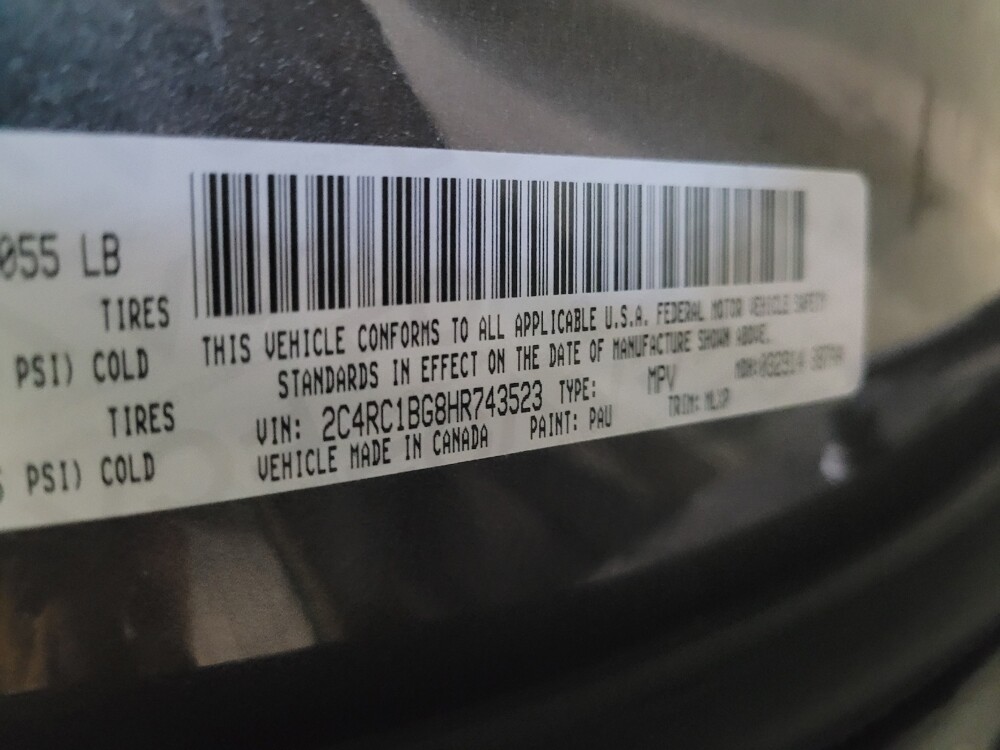 055 LB
TIRES
PSI) COLD
TIRES
PSI) COLD
THIS VEHICLE CONFORMS TO ALL APPLICABLE U.S.A. FEDERAL MOTOR VEHICLE SAFETY
STANDARDS IN EFFECT ON THE DATE OF MANUFACTURE SHOWN ABOVE.
VIN: 2C4RC1BG8HR743523 TYPE: MPV
VEHICLE MADE IN CANADA PAINT: PAU TRIM: